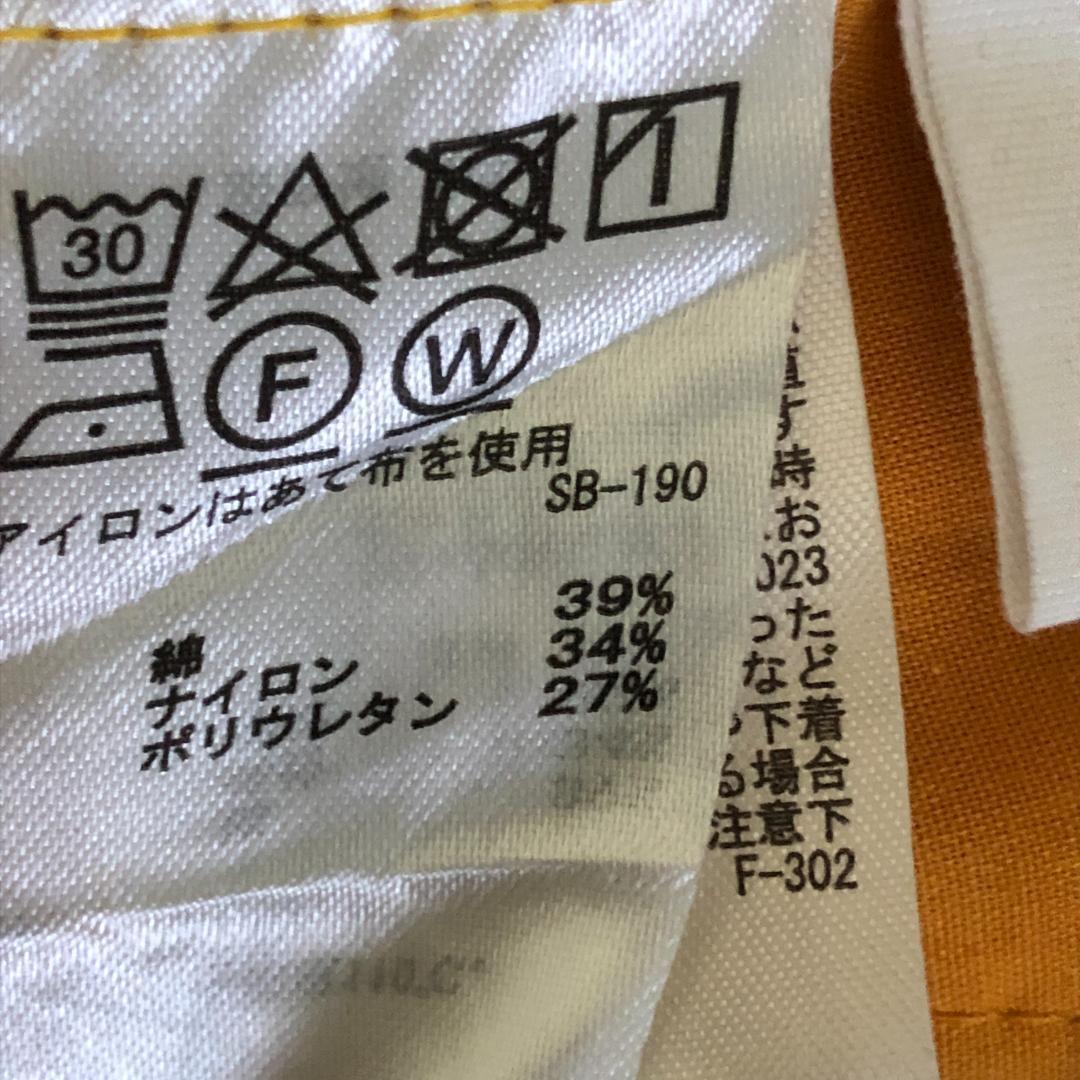 30
F W
アイロンはあて布を使用
SB-190
綿 39%
ナイロン 34%
ポリウレタン 27%
時
お
023
った
など
下着
る場合
注意下
F-302